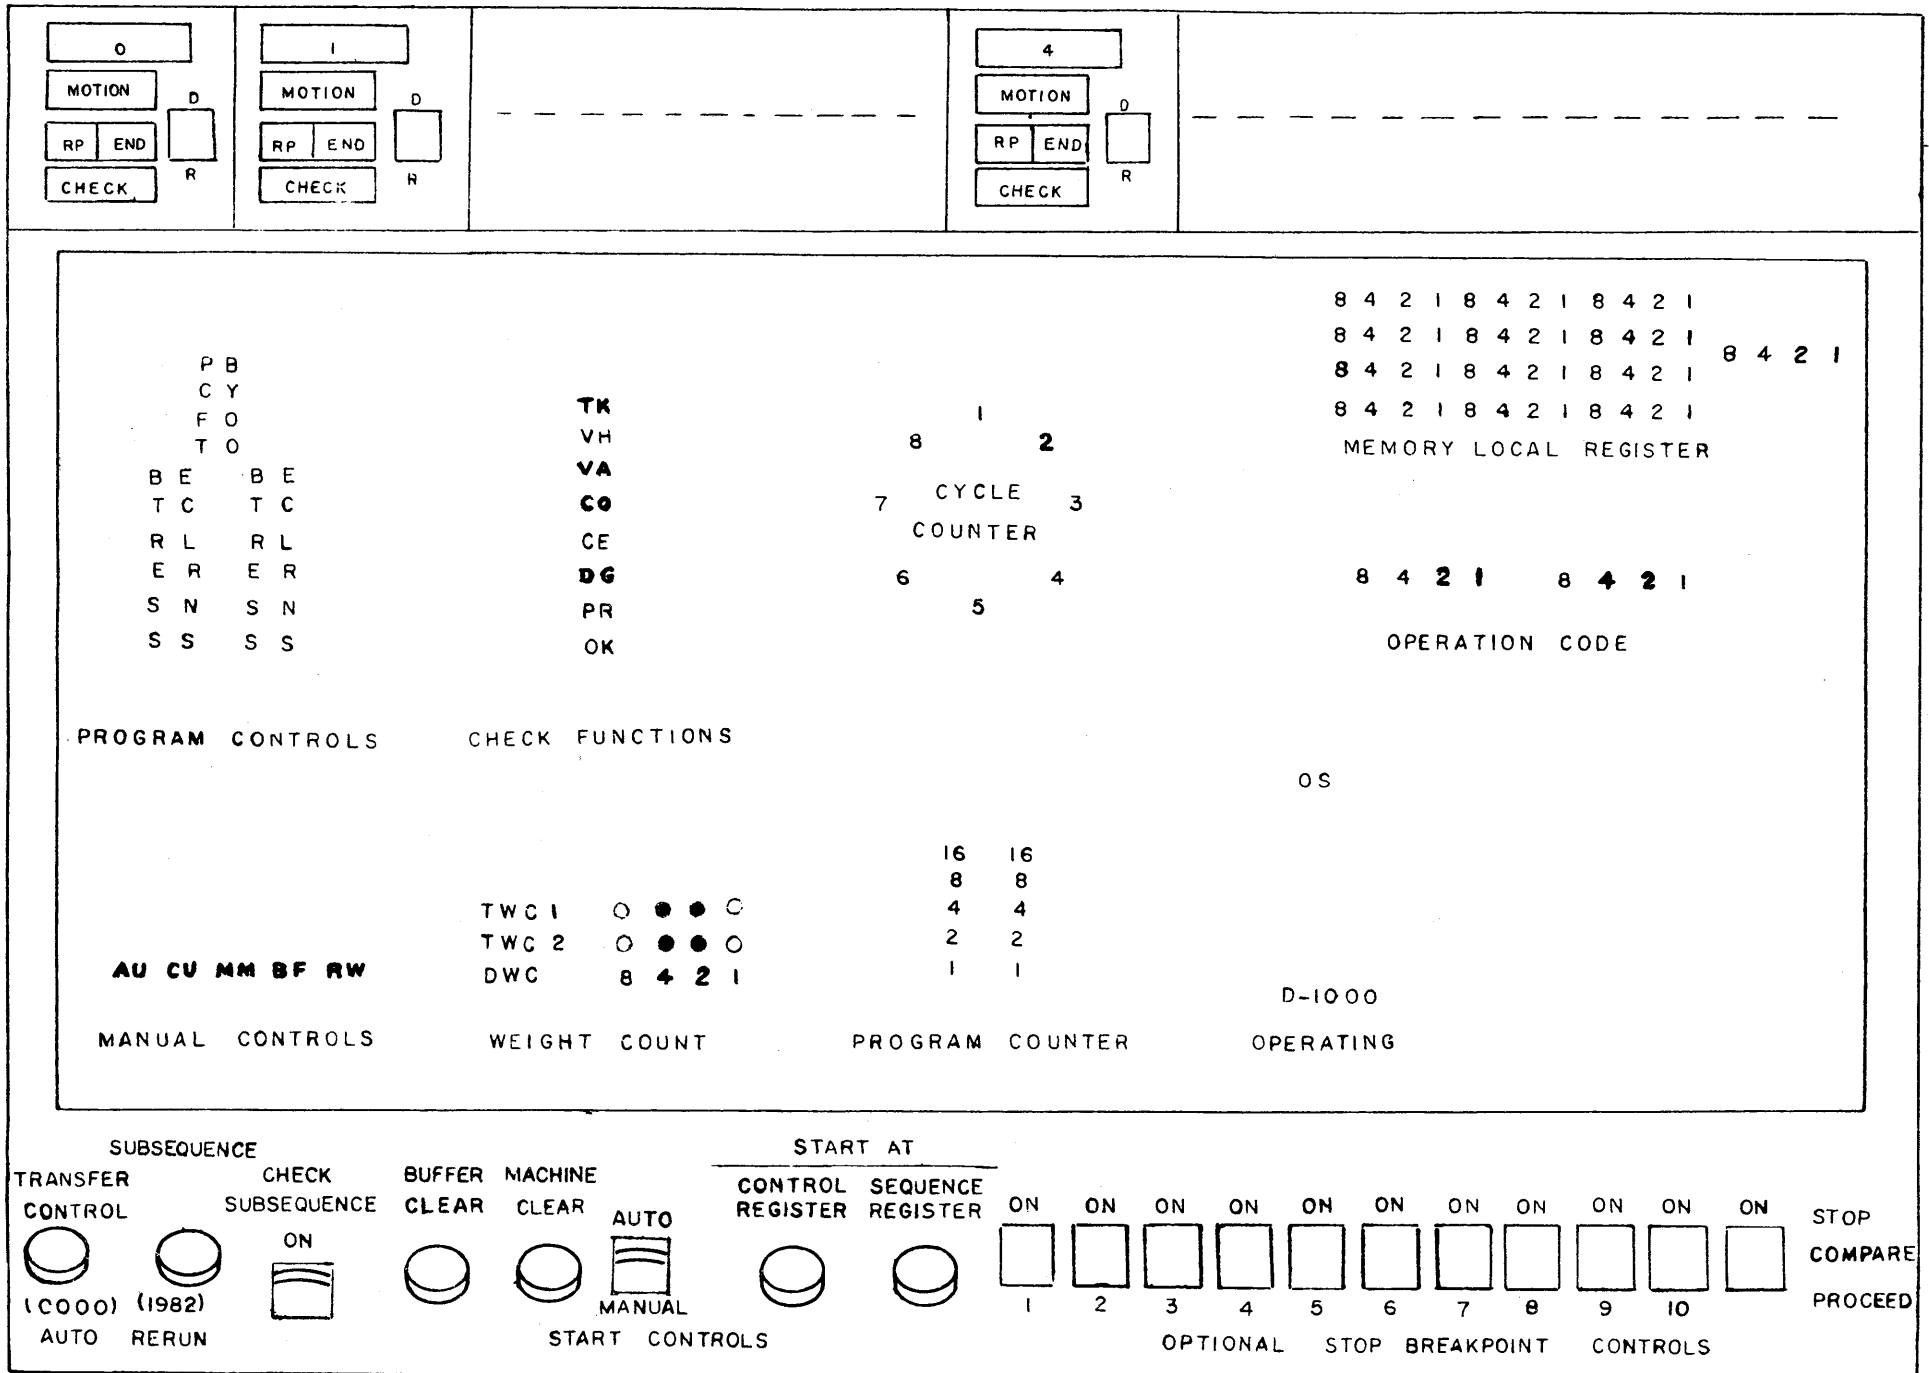 0 1 4
MOTION MOTION MOTION
D D D
RP END RP END RP END
R R R
CHECK CHECK CHECK
8 4 2 1 8 4 2 1 8 4 2 1
8 4 2 1 8 4 2 1 8 4 2 1
8 4 2 1
8 4 2 1 8 4 2 1 8 4 2 1
8 4 2 1 8 4 2 1 8 4 2 1
MEMORY LOCAL REGISTER
P B
C Y
F O
T O
B E B E
T C T C
R L R L
E R E R
S N S N
S S S S
PROGRAM CONTROLS
TK
VH
VA
CO
CE
DG
PR
OK
CHECK FUNCTIONS
1
8 2
7 CYCLE 3
COUNTER
6 4
5
8 4 2 1 8 4 2 1
OPERATION CODE
OS
AU CU MM BF RW
MANUAL CONTROLS
TWC 1
TWC 2
DWC 8 4 2 1
WEIGHT COUNT
16 16
8 8
4 4
2 2
1 1
PROGRAM COUNTER
D-1000
OPERATING
SUBSEQUENCE
TRANSFER
CONTROL
(C000) (1982)
AUTO RERUN
CHECK
SUBSEQUENCE
ON
BUFFER
CLEAR
MACHINE
CLEAR
AUTO
MANUAL
START CONTROLS
START AT
CONTROL
REGISTER
SEQUENCE
REGISTER
ON ON ON ON ON ON ON ON ON ON ON
STOP
COMPARE
PROCEED
1 2 3 4 5 6 7 8 9 10
OPTIONAL STOP BREAKPOINT CONTROLS